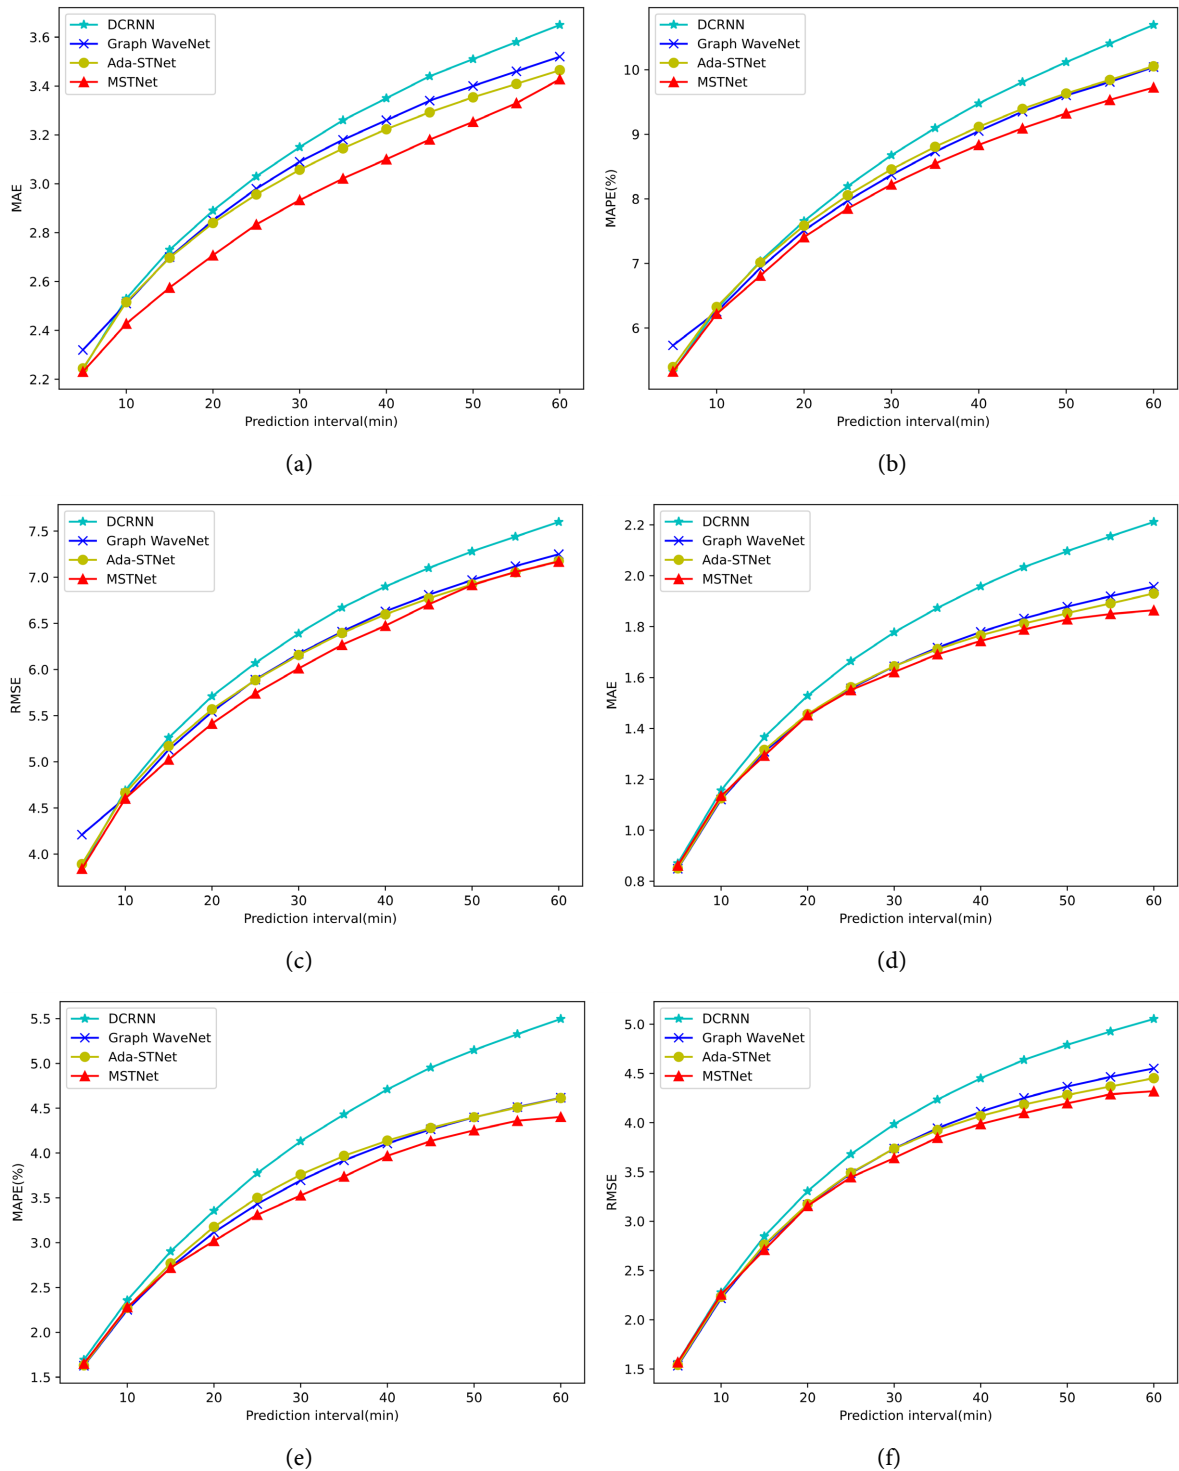 DCRNN
Graph WaveNet
Ada-STNet
MSTNet
3.6
3.4
3.2
3.0
2.8
2.6
2.4
2.2
MAE
10 20 30 40 50 60
Prediction interval(min)
(a)
DCRNN
Graph WaveNet
Ada-STNet
MSTNet
10
9
8
7
6
MAPE(%)
10 20 30 40 50 60
Prediction interval(min)
(b)
DCRNN
Graph WaveNet
Ada-STNet
MSTNet
7.5
7.0
6.5
6.0
5.5
5.0
4.5
4.0
RMSE
10 20 30 40 50 60
Prediction interval(min)
(c)
DCRNN
Graph WaveNet
Ada-STNet
MSTNet
2.2
2.0
1.8
1.6
1.4
1.2
1.0
0.8
MAE
10 20 30 40 50 60
Prediction interval(min)
(d)
DCRNN
Graph WaveNet
Ada-STNet
MSTNet
5.5
5.0
4.5
4.0
3.5
3.0
2.5
2.0
1.5
MAPE(%)
10 20 30 40 50 60
Prediction interval(min)
(e)
DCRNN
Graph WaveNet
Ada-STNet
MSTNet
5.0
4.5
4.0
3.5
3.0
2.5
2.0
1.5
RMSE
10 20 30 40 50 60
Prediction interval(min)
(f)